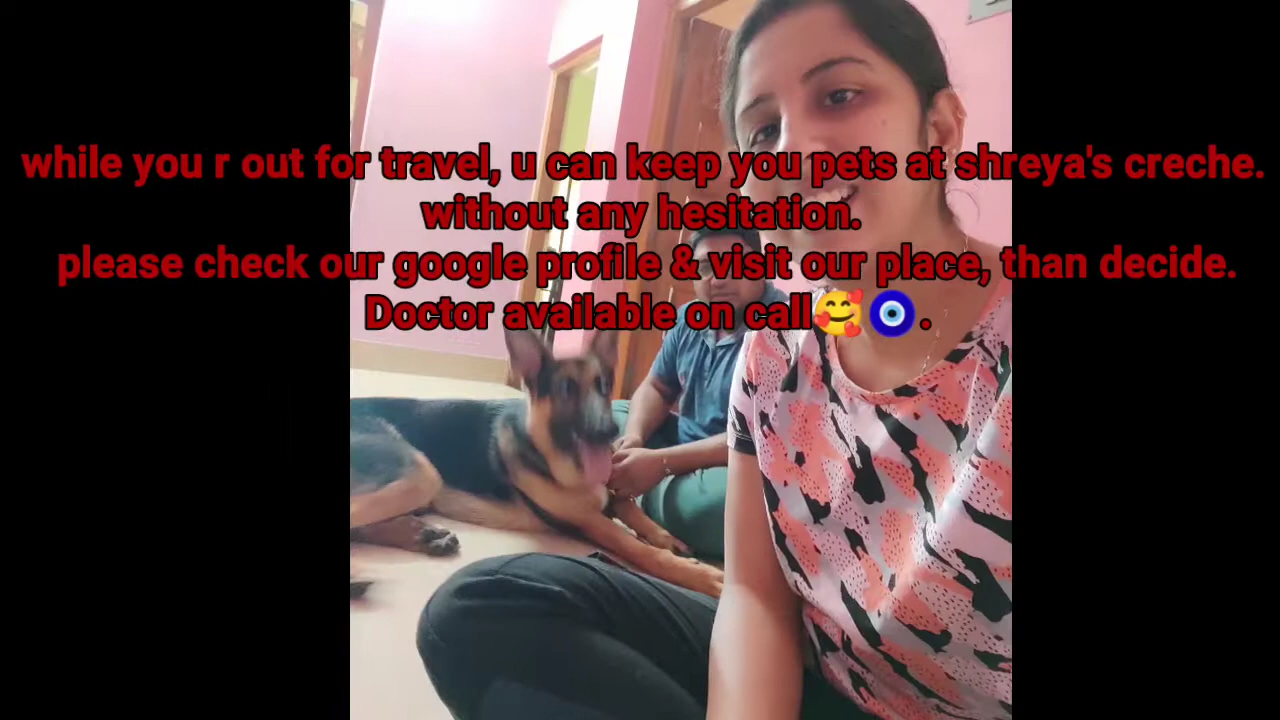 while you r out for travel, u can keep you pets at shreya's creche.
without any hesitation.
please check our google profile & visit our place, than decide.
Doctor available on call🥰🧿.